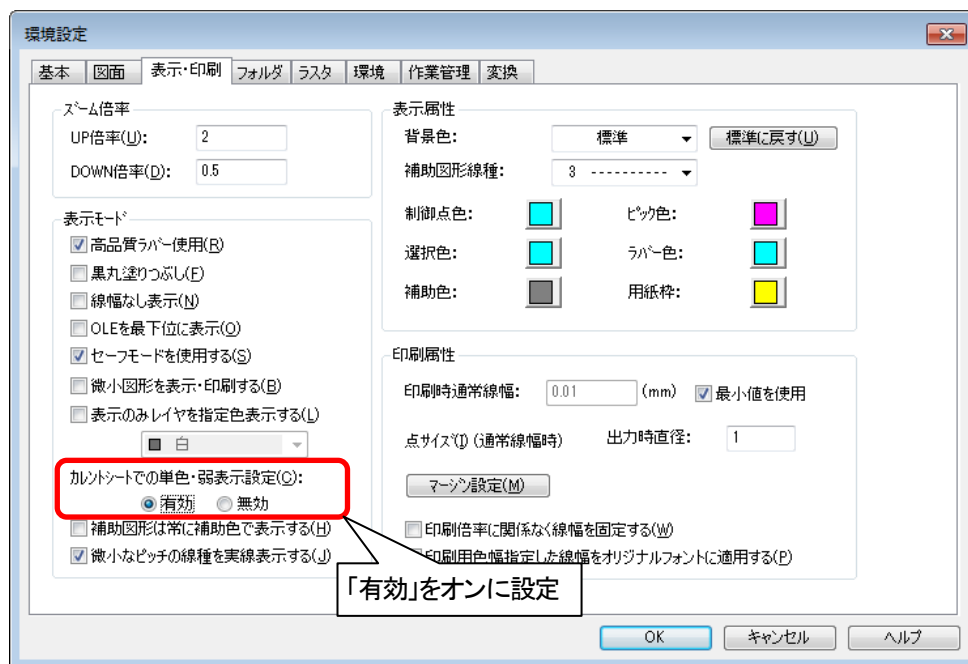 環境設定
基本 図面 表示・印刷 フォルダ ラスタ 環境 作業管理 変換
ズーム倍率
UP倍率(U): 2
DOWN倍率(D): 0.5
表示モード
高品質ラバー使用(R)
黒丸塗りつぶし(F)
線幅なし表示(N)
OLEを最下位に表示(O)
セーフモードを使用する(S)
微小図形を表示・印刷する(B)
表示のみレイヤを指定色表示する(L)
白
カレントシートでの単色・弱表示設定(C):
有効 無効
補助図形は常に補助色で表示する(H)
微小なピッチの線種を実線表示する(J)
表示属性
背景色: 標準 標準に戻す(U)
補助図形線種: 3 ----------
制御点色: ピック色:
選択色: ラバー色:
補助色: 用紙枠:
印刷属性
印刷時通常線幅: 0.01 (mm) 最小値を使用
点サイズ(I) (通常線幅時) 出力時直径: 1
マージン設定(M)
印刷倍率に関係なく線幅を固定する(W)
印刷用色幅指定した線幅をオリジナルフォントに適用する(P)
「有効」をオンに設定
OK キャンセル ヘルプ